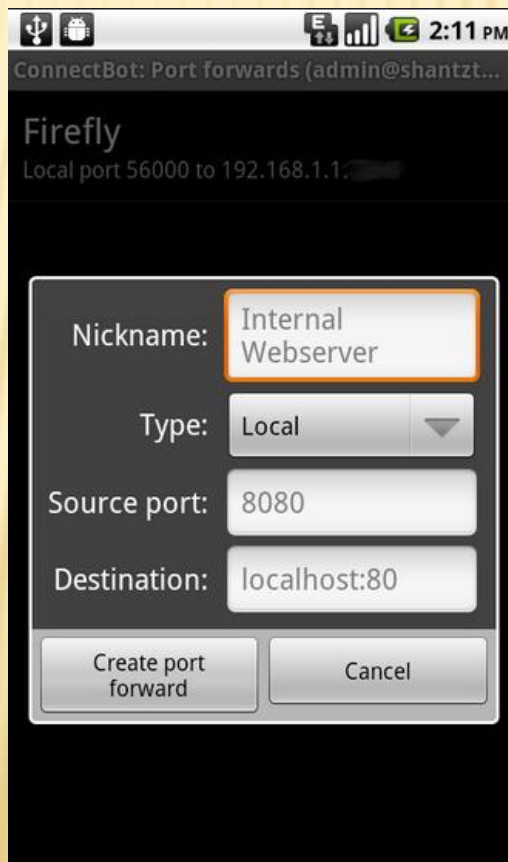 E
2:11 PM
ConnectBot: Port forwards (admin@shantzt...
Firefly
Local port 56000 to 192.168.1.1:
Nickname:
Internal
Webserver
Type:
Local
Source port:
8080
Destination:
localhost:80
Create port
forward
Cancel